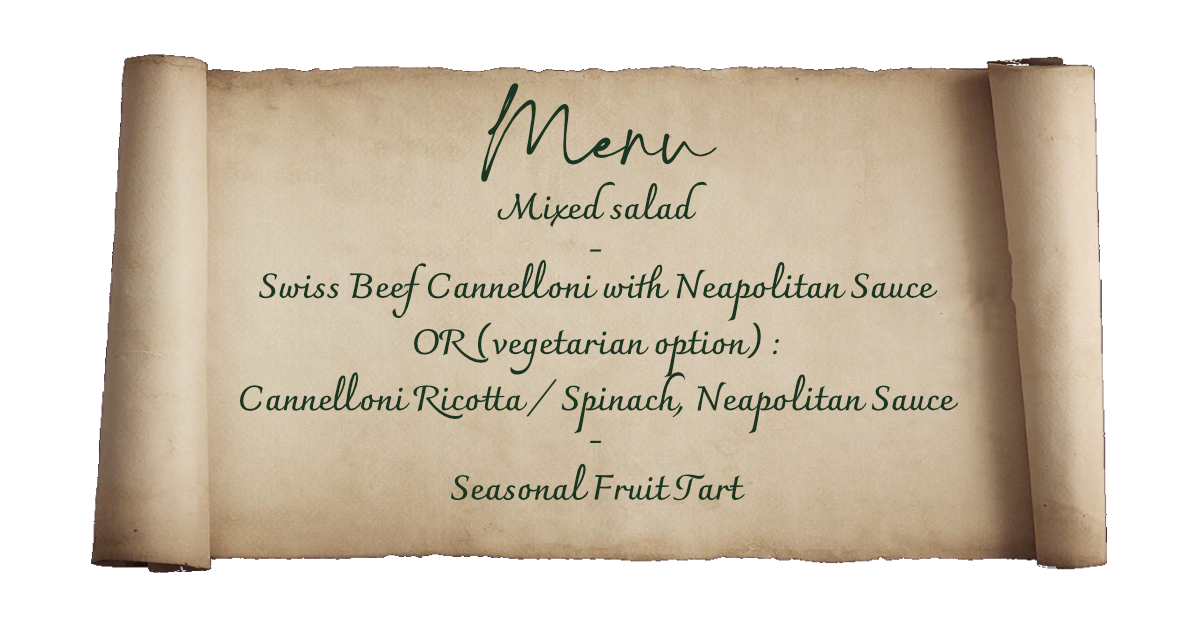 Menu
Mixed salad
-
Swiss Beef Cannelloni with Neapolitan Sauce
OR (vegetarian option) :
Cannelloni Ricotta / Spinach, Neapolitan Sauce
-
Seasonal Fruit Tart